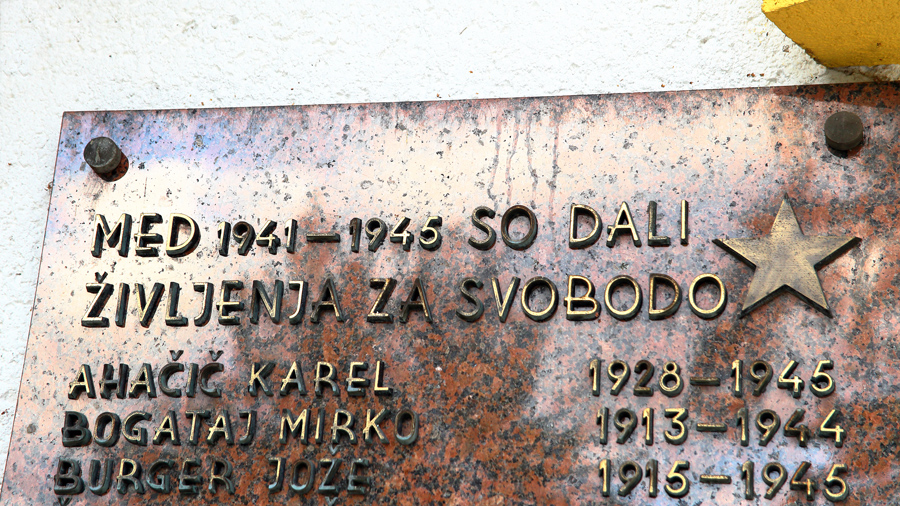 MED 1941–1945 SO DALI
ŽIVLJENJA ZA SVOBODO
AHAČIČ KAREL 1928–1945
BOGATAJ MIRKO 1913–1944
BURGER JOŽE 1915–1945